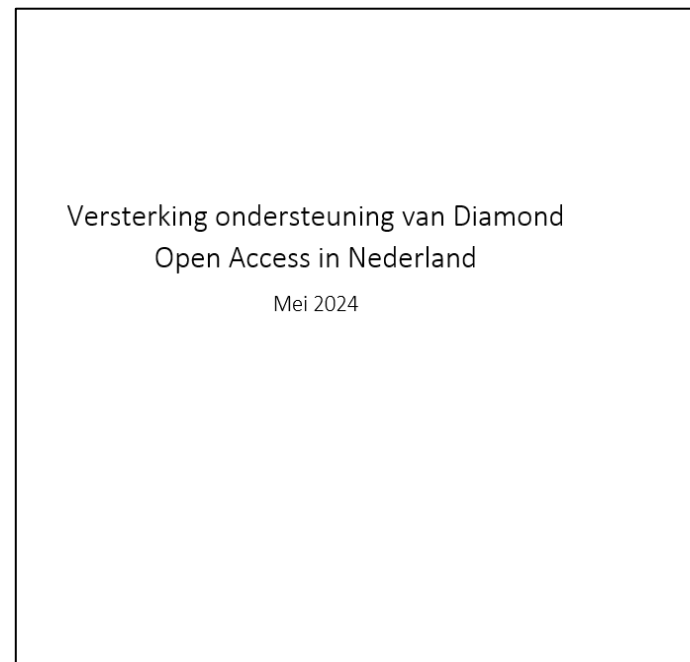 Versterking ondersteuning van Diamond
Open Access in Nederland
Mei 2024